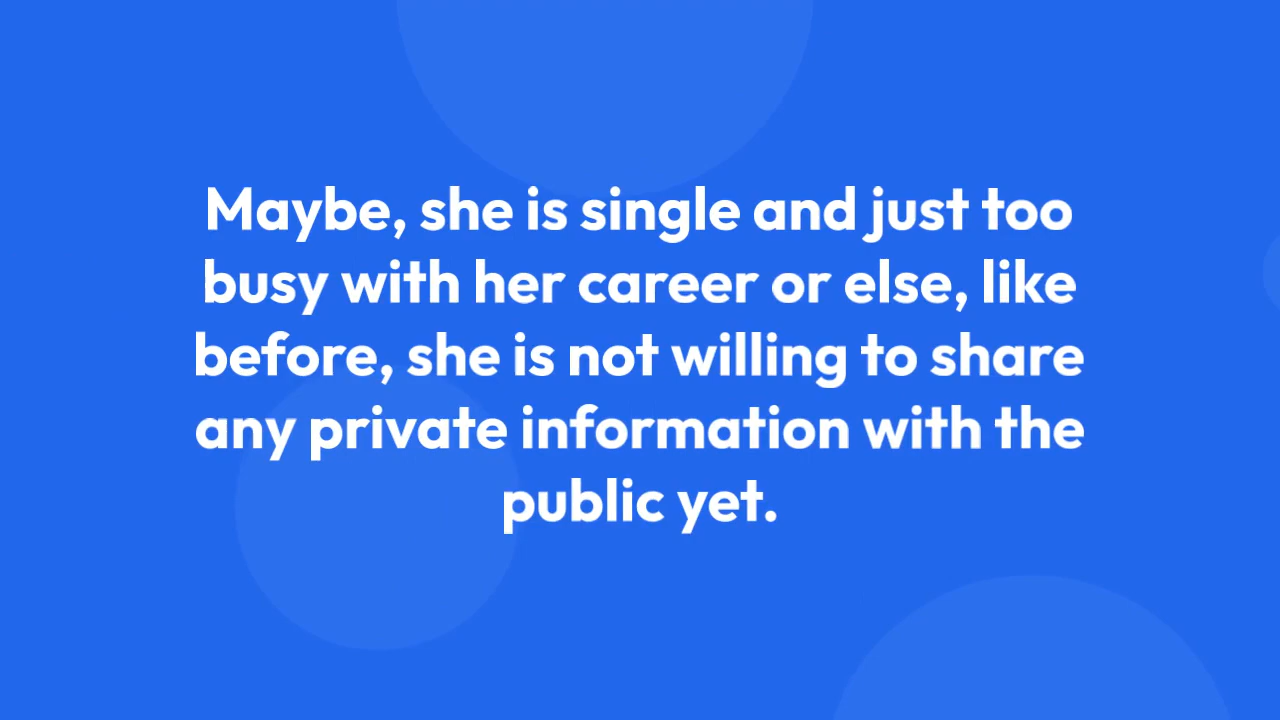 Maybe, she is single and just too
busy with her career or else, like
before, she is not willing to share
any private information with the
public yet.